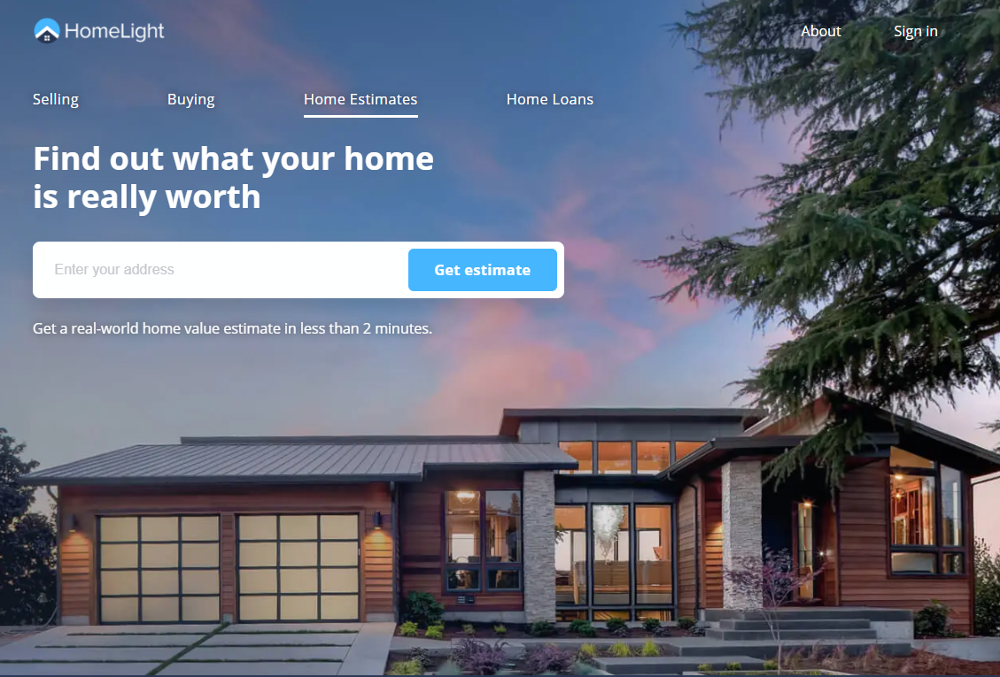 HomeLight
About
Sign in
Selling
Buying
Home Estimates
Home Loans
Find out what your home
is really worth
Enter your address
Get estimate
Get a real-world home value estimate in less than 2 minutes.